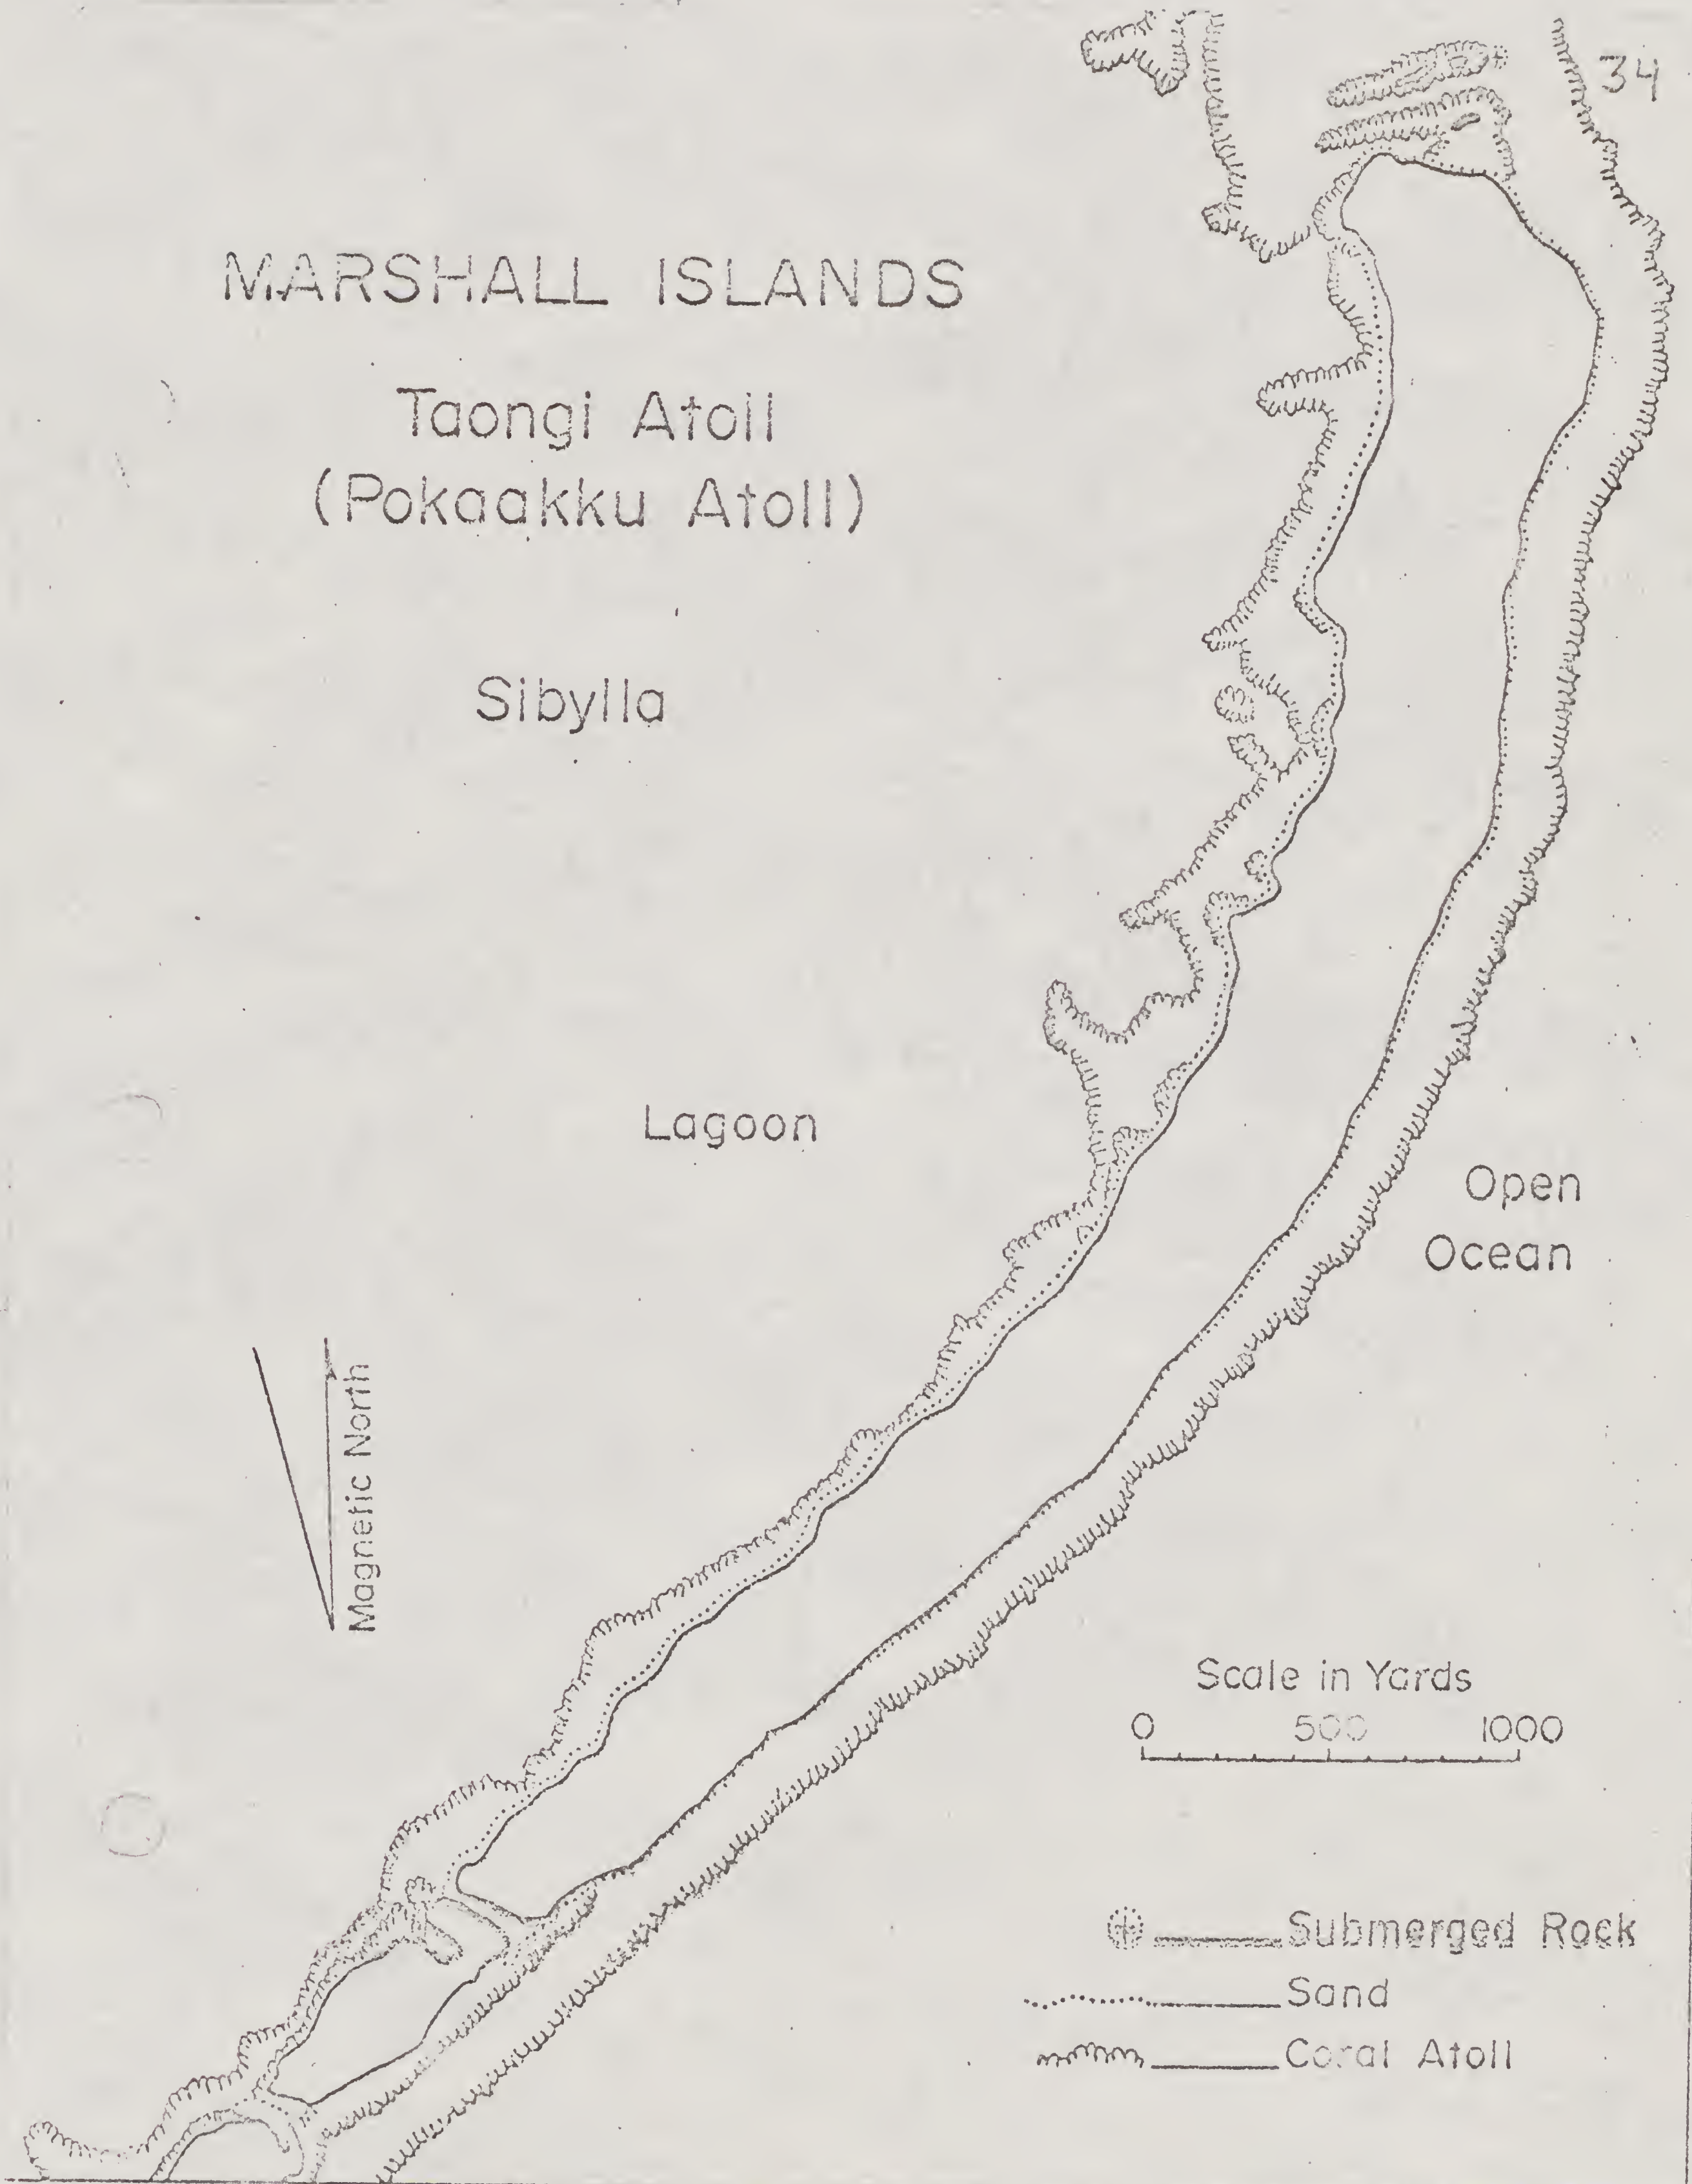 34
MARSHALL ISLANDS
Taongi Atoll
(Pokaakku Atoll)
Sibylla
Lagoon
Open
Ocean
Magnetic North
Scale in Yards
0 500 1000
Submerged Rock
Sand
Coral Atoll